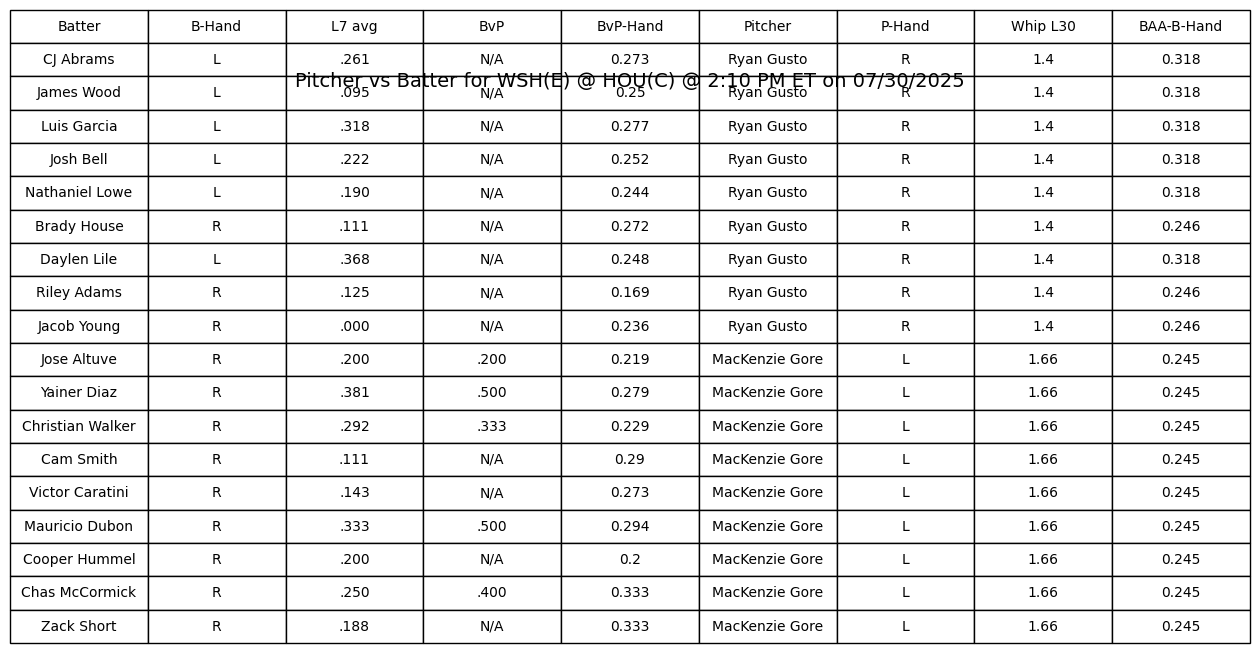 Batter B-Hand L7 avg BvP BvP-Hand Pitcher P-Hand Whip L30 BAA-B-Hand
CJ Abrams L .261 N/A 0.273 Ryan Gusto R 1.4 0.318
Pitcher vs Batter for WSH(E) @ HOU(C) @ 2:10 PM ET on 07/30/2025
James Wood L .095 N/A 0.25 Ryan Gusto R 1.4 0.318
Luis Garcia L .318 N/A 0.277 Ryan Gusto R 1.4 0.318
Josh Bell L .222 N/A 0.252 Ryan Gusto R 1.4 0.318
Nathaniel Lowe L .190 N/A 0.244 Ryan Gusto R 1.4 0.318
Brady House R .111 N/A 0.272 Ryan Gusto R 1.4 0.246
Daylen Lile L .368 N/A 0.248 Ryan Gusto R 1.4 0.318
Riley Adams R .125 N/A 0.169 Ryan Gusto R 1.4 0.246
Jacob Young R .000 N/A 0.236 Ryan Gusto R 1.4 0.246
Jose Altuve R .200 .200 0.219 MacKenzie Gore L 1.66 0.245
Yainer Diaz R .381 .500 0.279 MacKenzie Gore L 1.66 0.245
Christian Walker R .292 .333 0.229 MacKenzie Gore L 1.66 0.245
Cam Smith R .111 N/A 0.29 MacKenzie Gore L 1.66 0.245
Victor Caratini R .143 N/A 0.273 MacKenzie Gore L 1.66 0.245
Mauricio Dubon R .333 .500 0.294 MacKenzie Gore L 1.66 0.245
Cooper Hummel R .200 N/A 0.2 MacKenzie Gore L 1.66 0.245
Chas McCormick R .250 .400 0.333 MacKenzie Gore L 1.66 0.245
Zack Short R .188 N/A 0.333 MacKenzie Gore L 1.66 0.245